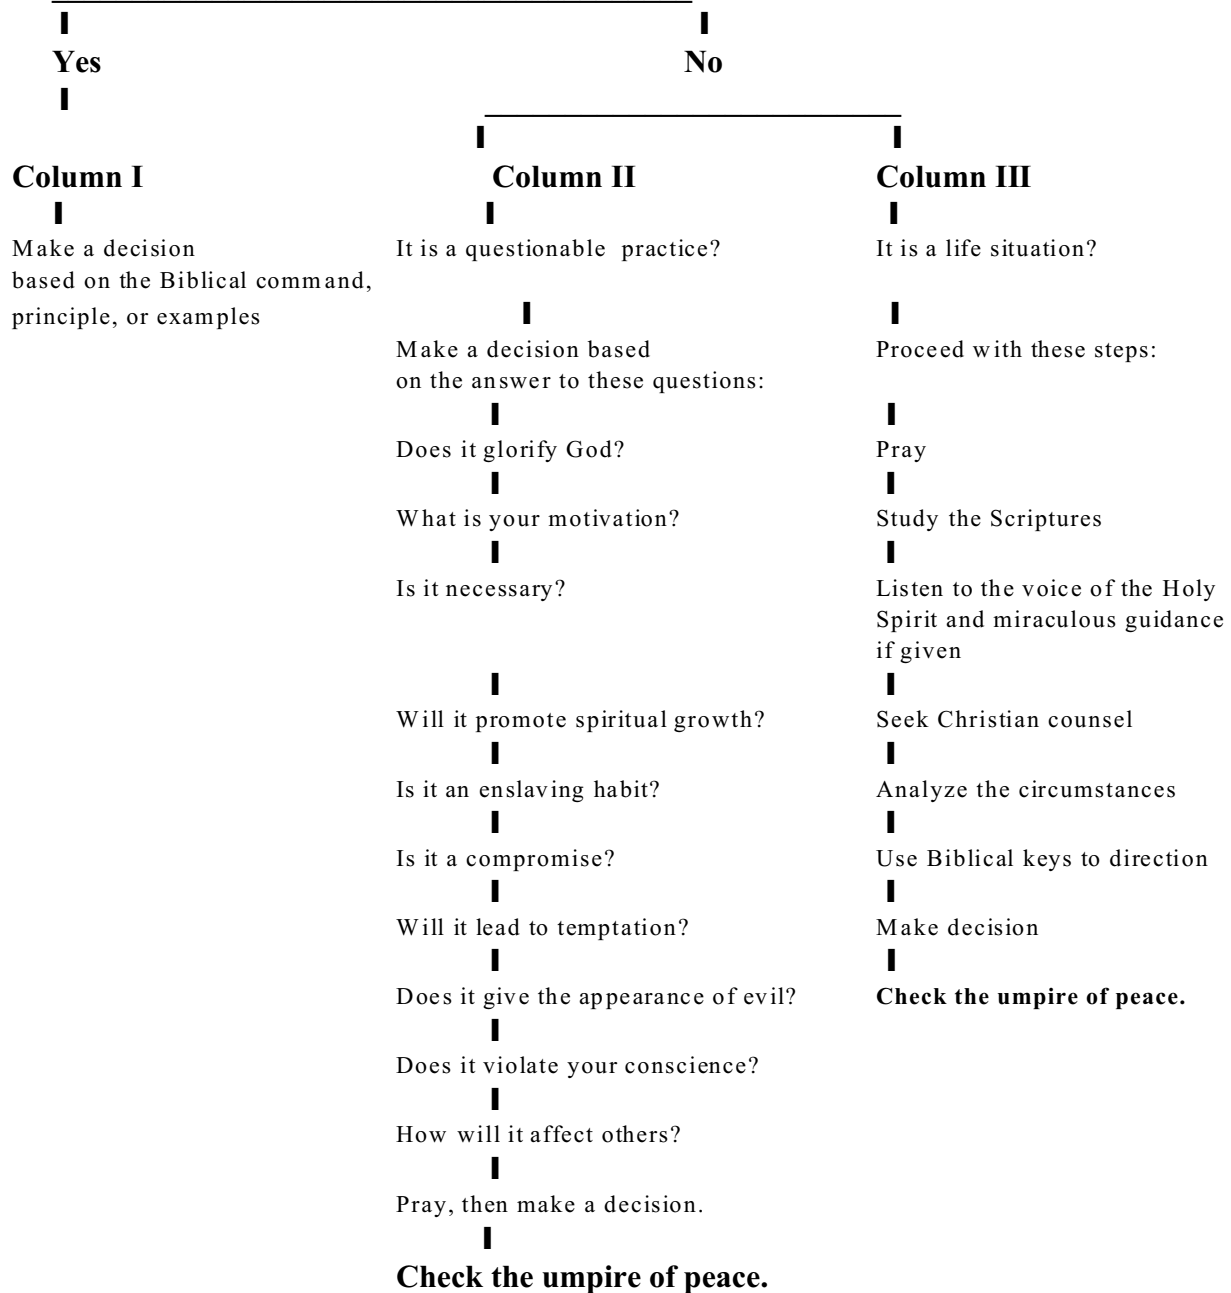 Yes
No
Column I
Column II
Column III
Make a decision
based on the Biblical command,
principle, or examples
It is a questionable practice?
Make a decision based
on the answer to these questions:
Does it glorify God?
What is your motivation?
Is it necessary?
Will it promote spiritual growth?
Is it an enslaving habit?
Is it a compromise?
Will it lead to temptation?
Does it give the appearance of evil?
Does it violate your conscience?
How will it affect others?
Pray, then make a decision.
Check the umpire of peace.
It is a life situation?
Proceed with these steps:
Pray
Study the Scriptures
Listen to the voice of the Holy
Spirit and miraculous guidance
if given
Seek Christian counsel
Analyze the circumstances
Use Biblical keys to direction
Make decision
Check the umpire of peace.